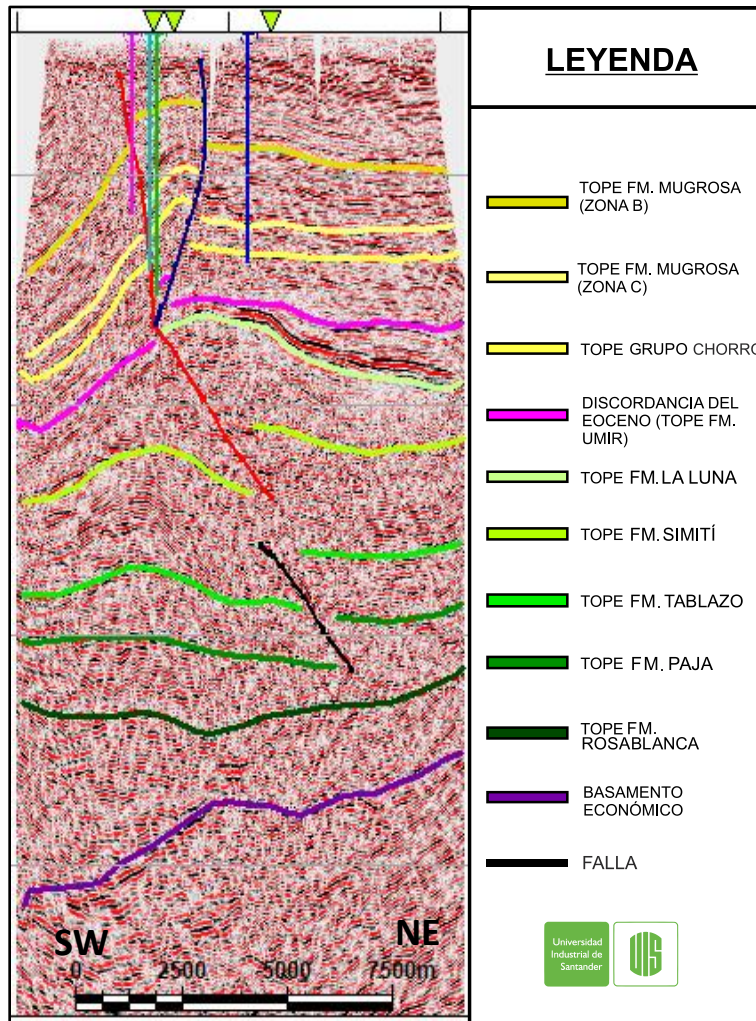 LEYENDA
TOPE FM. MUGROSA
(ZONA B)
TOPE FM. MUGROSA
(ZONA C)
TOPE GRUPO CHORRO
DISCORDANCIA DEL
EOCENO (TOPE FM.
UMIR)
TOPE FM. LA LUNA
TOPE FM. SIMITÍ
TOPE FM. TABLAZO
TOPE FM. PAJA
TOPE FM.
ROSABLANCA
BASAMENTO
ECONÓMICO
FALLA
SW
NE
0 2500 5000 7500m
Universidad
Industrial de
Santander
UIS